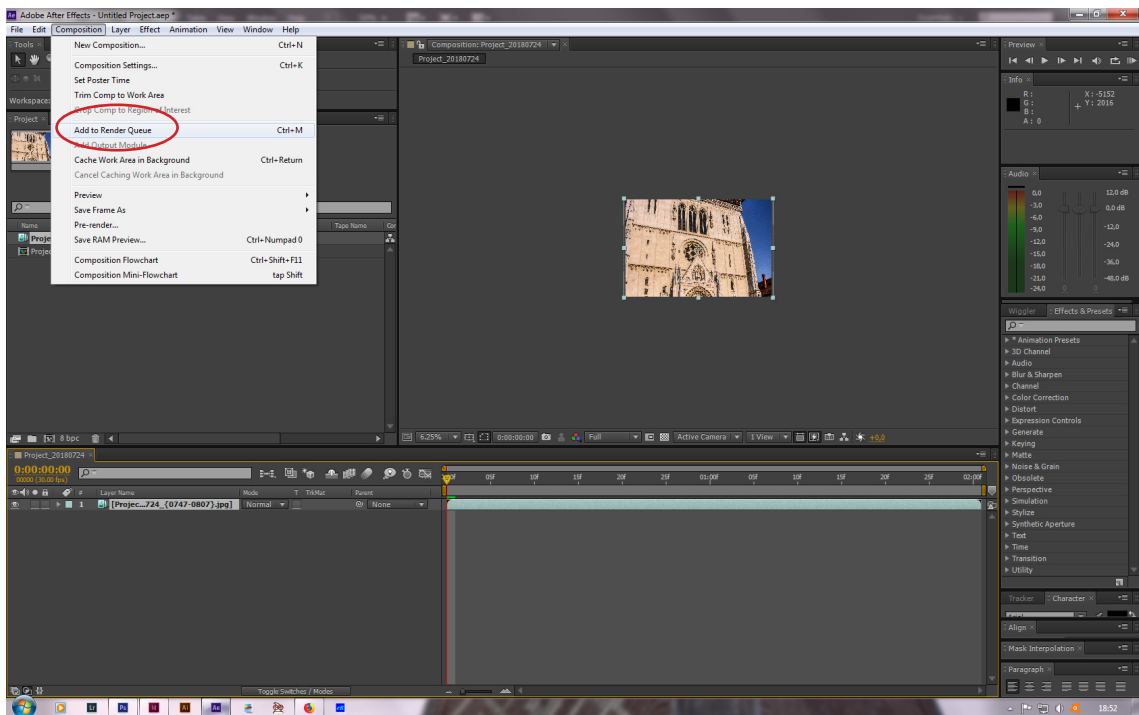 Ae Adobe After Effects - Untitled Project.aep *
File Edit Composition Layer Effect Animation View Window Help
Tools
Workspace:
New Composition... Ctrl+N
Composition Settings... Ctrl+K
Set Poster Time
Trim Comp to Work Area
Crop Comp to Region of Interest
Add to Render Queue Ctrl+M
Add Output Module
Cache Work Area in Background Ctrl+Return
Cancel Caching Work Area in Background
Preview
Save Frame As
Pre-render...
Save RAM Preview... Ctrl+Numpad 0
Composition Flowchart Ctrl+Shift+F11
Composition Mini-Flowchart tap Shift
Project
Name Tape Name Cor
Proje
Projec
8 bpc
Composition: Project_20180724
Project_20180724
6.25% 0:00:00:00 Full Active Camera 1 View +0,0
Preview
Info
R: X: -5152
G: Y: 2016
B:
A: 0
Audio
0,0 12,0 dB
-3,0 0,0 dB
-6,0
-9,0 -12,0
-12,0 -24,0
-15,0
-18,0 -36,0
-21,0 -48,0 dB
-24,0 0 0
Wiggler Effects & Presets
* Animation Presets
3D Channel
Audio
Blur & Sharpen
Channel
Color Correction
Distort
Expression Controls
Generate
Keying
Matte
Noise & Grain
Obsolete
Perspective
Simulation
Stylize
Synthetic Aperture
Text
Time
Transition
Utility
Tracker Character
Align
Mask Interpolation
Paragraph
Project_20180724
0:00:00:00
00000 (30.00 fps)
# Layer Name Mode T TrkMat Parent
1 [Projec...724_{0747-0807}.jpg] Normal None
05f 10f 15f 20f 25f 01:00f 05f 10f 15f 20f 25f 02:00f
Toggle Switches / Modes
Lr Ps Id Ai Ae
18:52